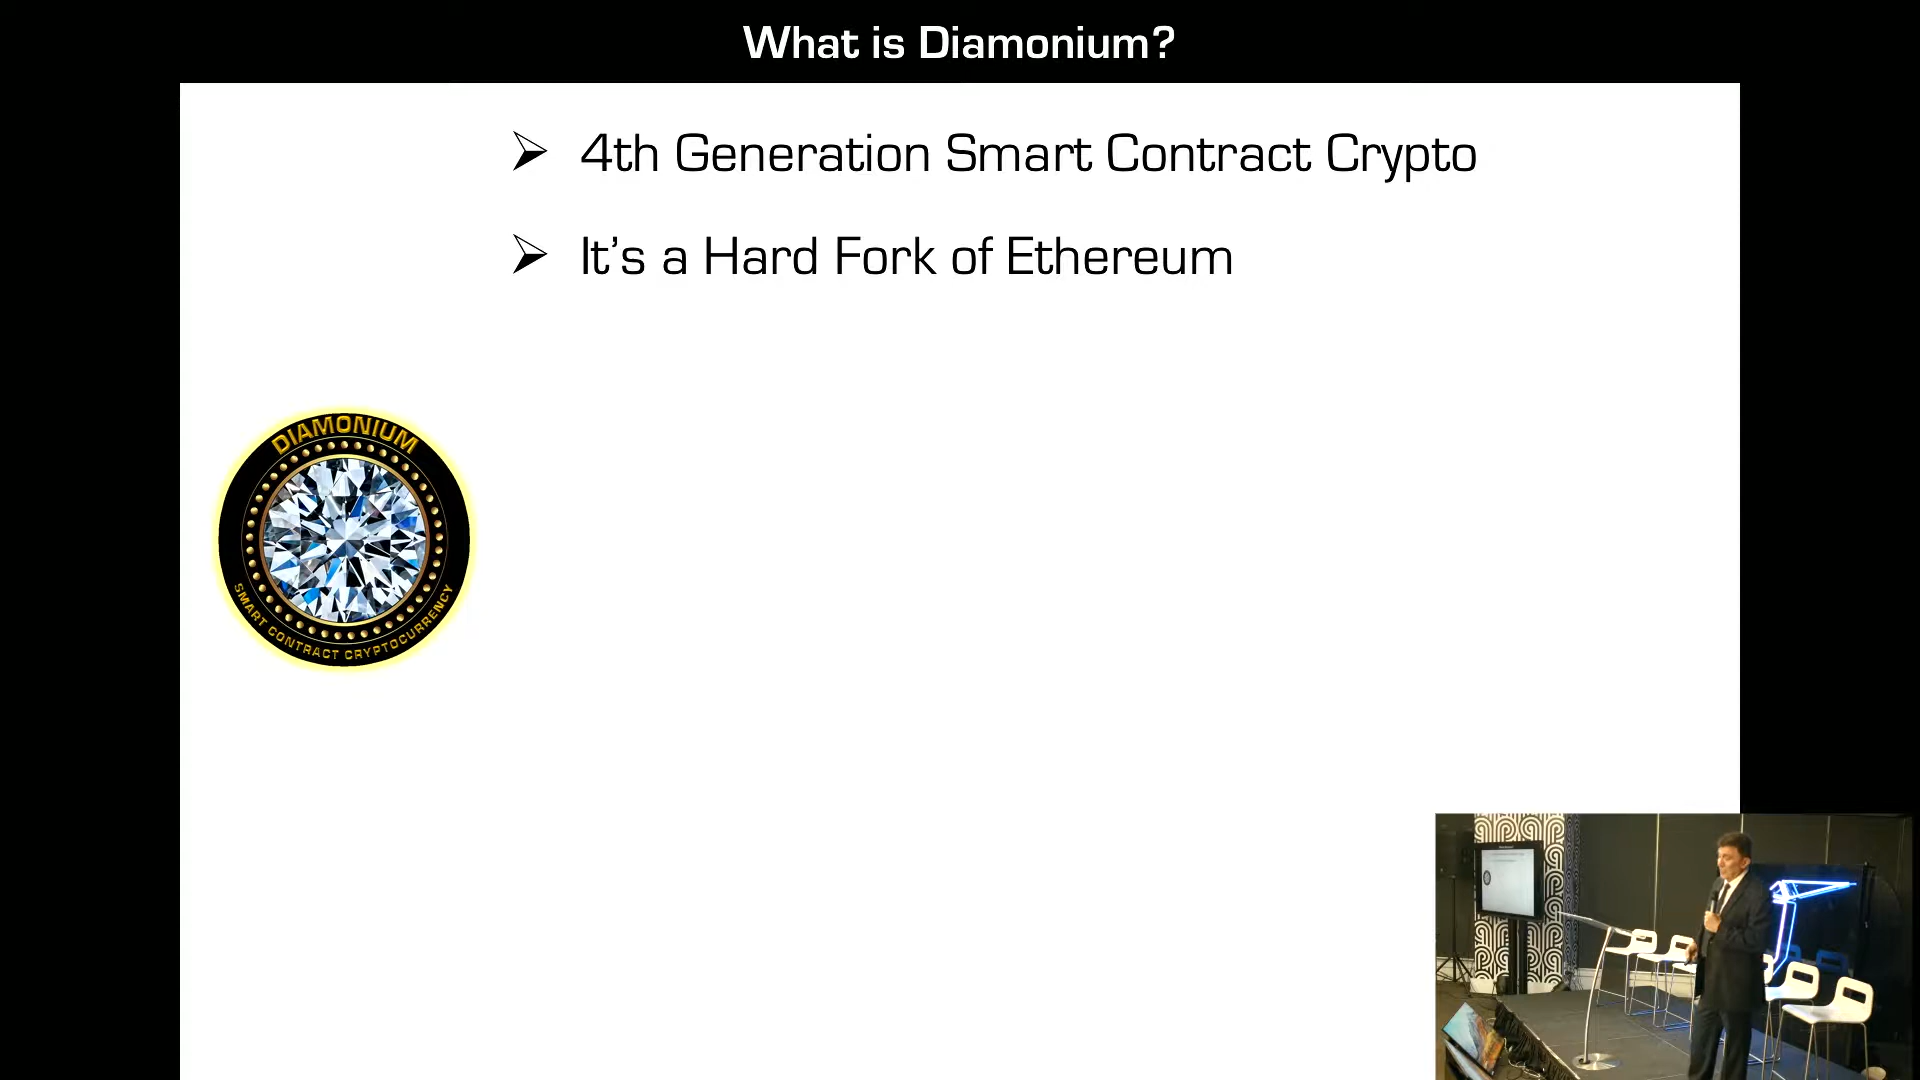 What is Diamonium?
4th Generation Smart Contract Crypto
It's a Hard Fork of Ethereum
DIAMONIUM
SMART CONTRACT CRYPTOCURRENCY